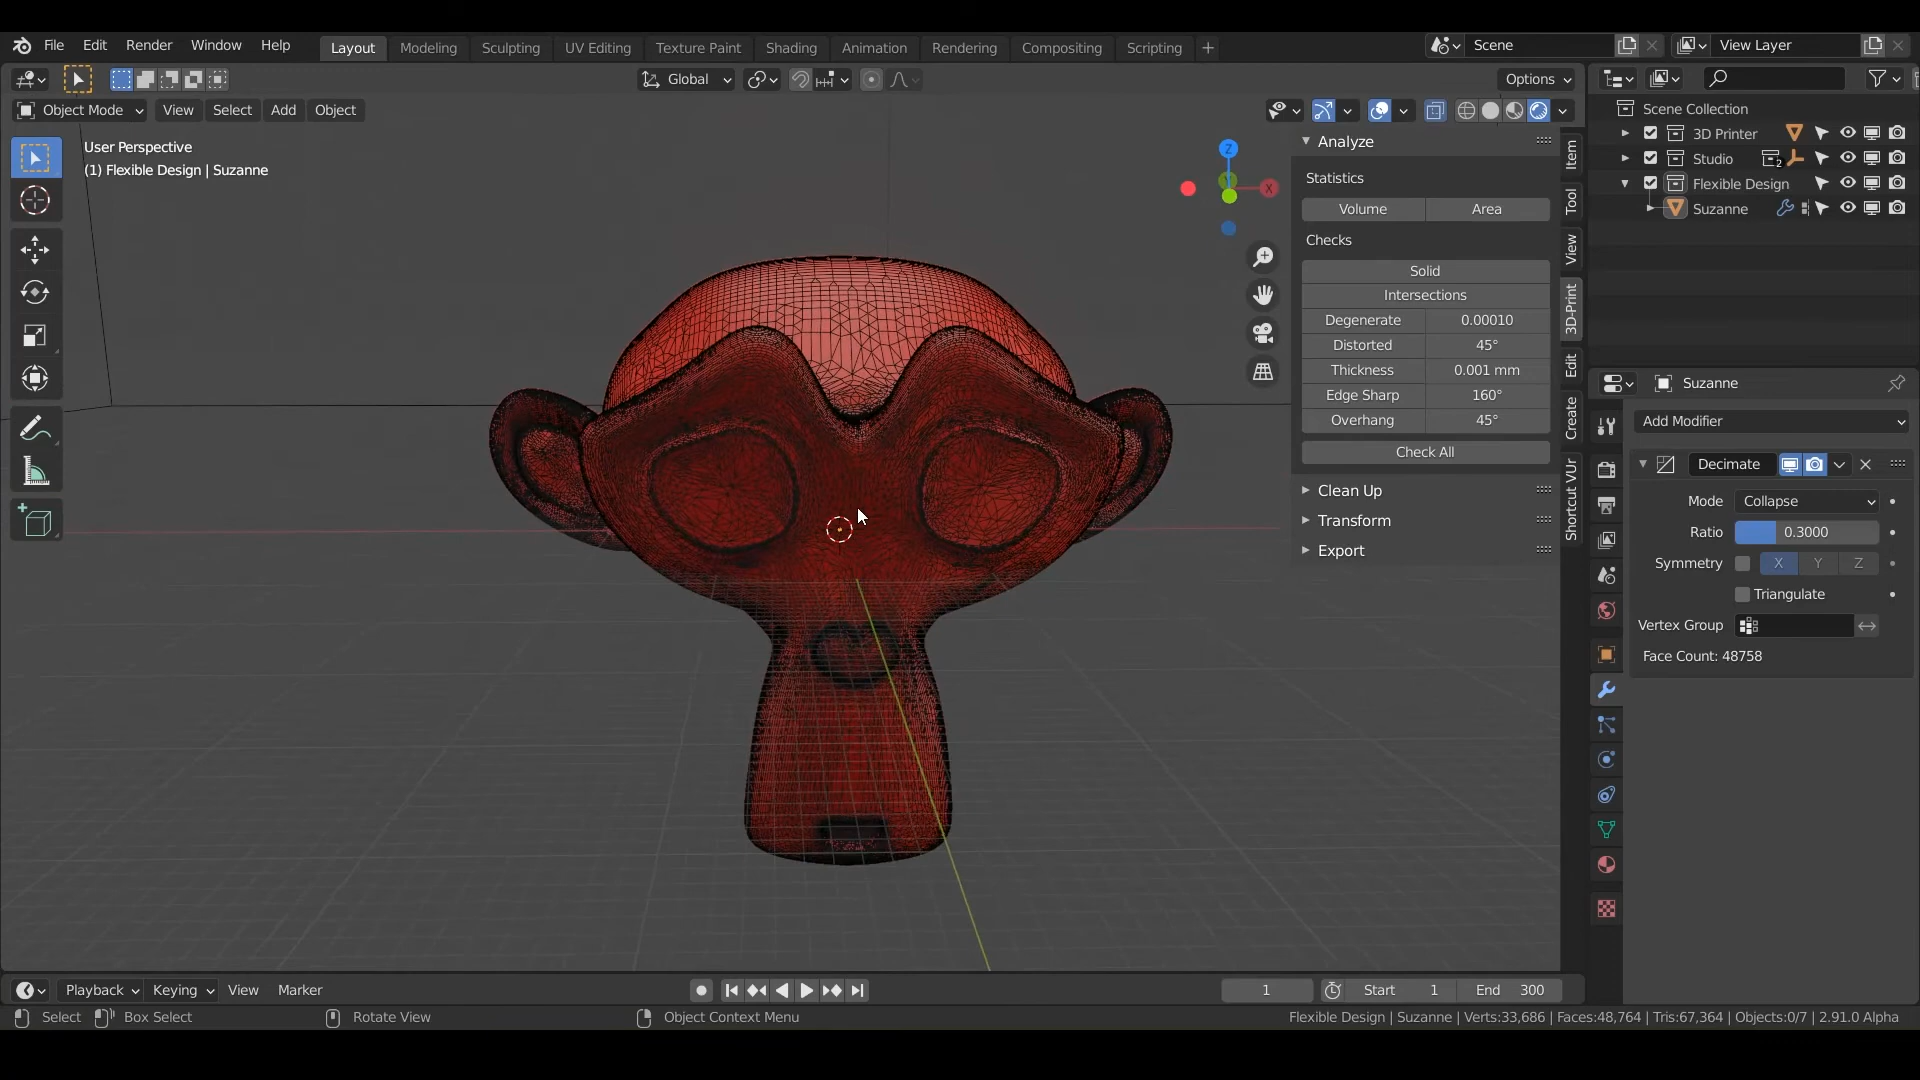 File Edit Render Window Help Layout Modeling Sculpting UV Editing Texture Paint Shading Animation Rendering Compositing Scripting + Scene View Layer
Global Options
Object Mode View Select Add Object
User Perspective
(1) Flexible Design | Suzanne
Z
X
Analyze
Statistics
Volume Area
Checks
Solid
Intersections
Degenerate 0.00010
Distorted 45°
Thickness 0.001 mm
Edge Sharp 160°
Overhang 45°
Check All
Clean Up
Transform
Export
Item
Tool
View
3D-Print
Edit
Create
Shortcut VUr
Scene Collection
3D Printer
Studio 2
Flexible Design
Suzanne
Suzanne
Add Modifier
Decimate
Mode Collapse
Ratio 0.3000
Symmetry X Y Z
Triangulate
Vertex Group
Face Count: 48758
Playback Keying View Marker 1 Start 1 End 300
Select Box Select Rotate View Object Context Menu Flexible Design | Suzanne | Verts:33,686 | Faces:48,764 | Tris:67,364 | Objects:0/7 | 2.91.0 Alpha